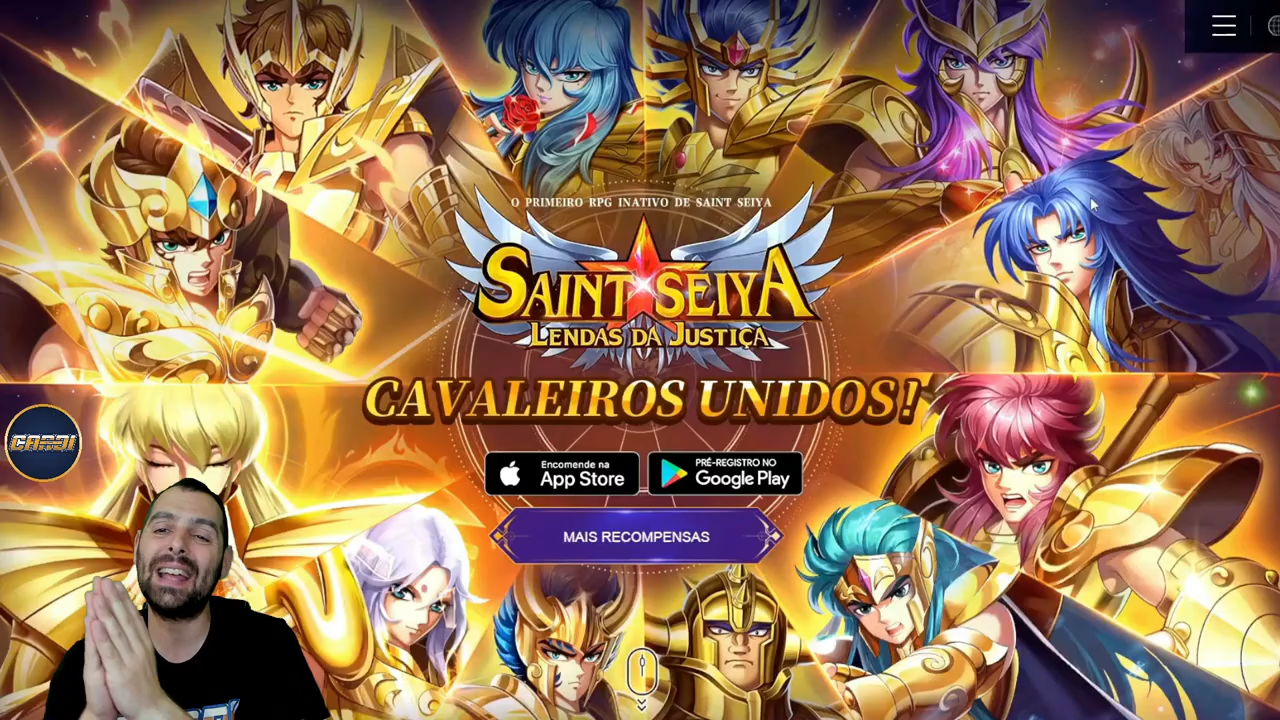 O PRIMEIRO RPG INATIVO DE SAINT SEIYA
SAINT SEIYA
LENDAS DA JUSTIÇA
CAVALEIROS UNIDOS!
Encomende na
App Store
PRÉ-REGISTRO NO
Google Play
MAIS RECOMPENSAS